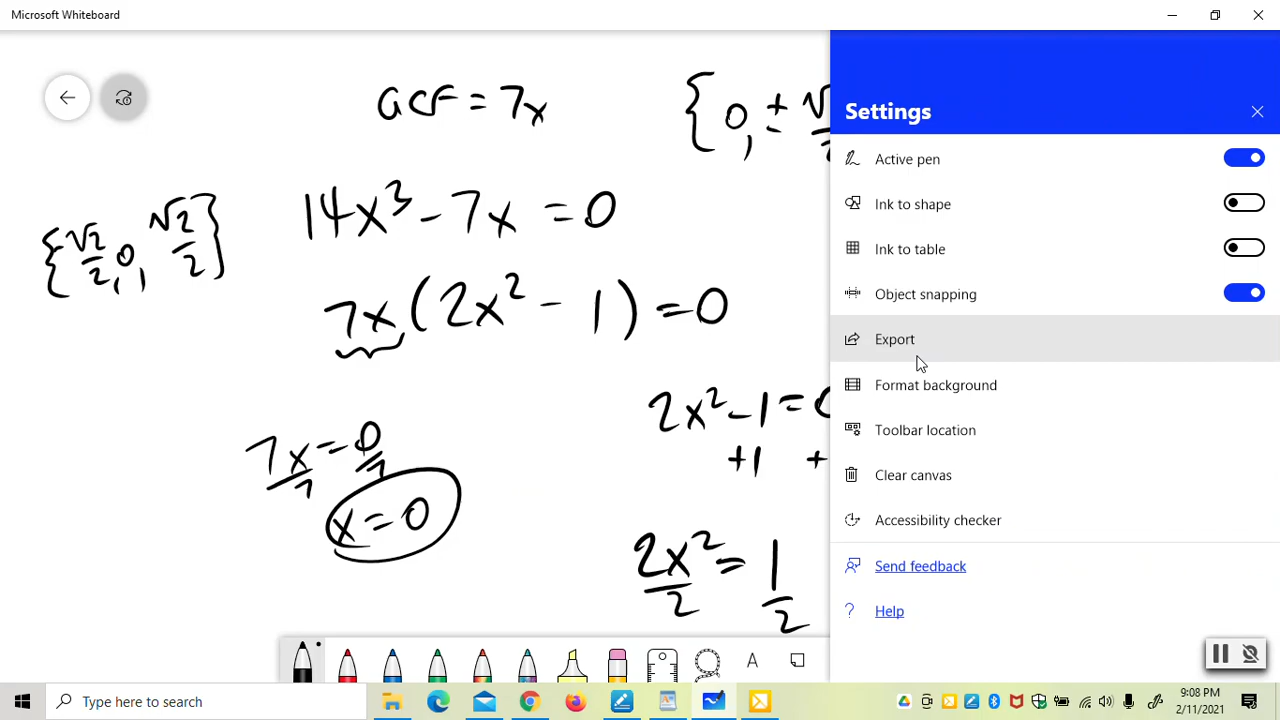 Microsoft Whiteboard
GCF = 7x
{0, ± √
14x³ - 7x = 0
{√2/2, 0, √2/2}
7x(2x² - 1) = 0
2x² - 1 = 0
+1 +
7x/7 = 0/7
x = 0
2x²/2 = 1/2
Settings
Active pen
Ink to shape
Ink to table
Object snapping
Export
Format background
Toolbar location
Clear canvas
Accessibility checker
Send feedback
? Help
A
Type here to search
9:08 PM
2/11/2021